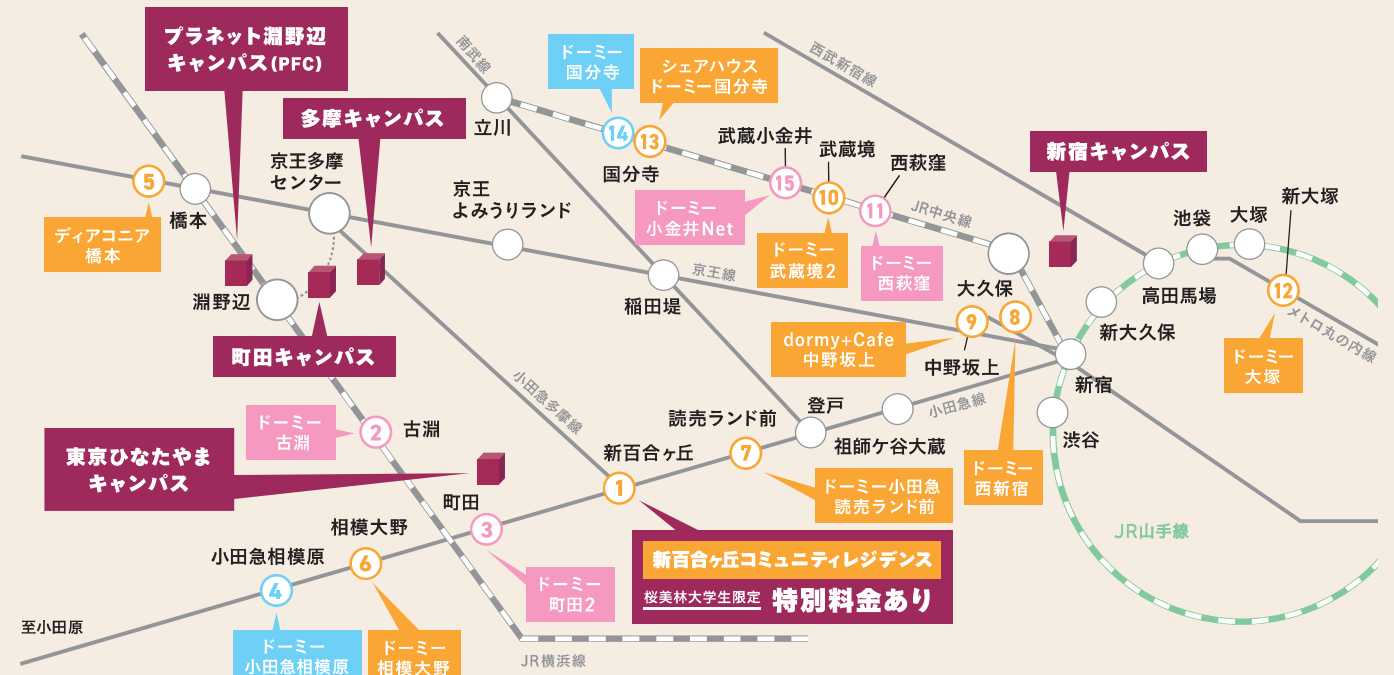 プラネット淵野辺
キャンパス(PFC)
南武線
ドーミー
国分寺
シェアハウス
ドーミー国分寺
西武新宿線
多摩キャンパス
立川
14
13
武蔵小金井
武蔵境
西萩窪
新宿キャンパス
京王多摩
センター
国分寺
5
橋本
京王
よみうりランド
15
10
11
JR中央線
新大塚
池袋
大塚
ディアコニア
橋本
ドーミー
小金井Net
ドーミー
武蔵境2
ドーミー
西萩窪
京王線
淵野辺
稲田堤
大久保
高田馬場
12
メトロ丸の内線
9
8
新大久保
町田キャンパス
dormy+Cafe
中野坂上
中野坂上
ドーミー
大塚
新宿
小田急多摩線
小田急線
登戸
読売ランド前
渋谷
ドーミー
古淵
2
古淵
祖師ケ谷大蔵
東京ひなたやま
キャンパス
新百合ヶ丘
7
ドーミー
西新宿
1
ドーミー小田急
読売ランド前
町田
3
相模大野
小田急相模原
6
4
JR山手線
新百合ヶ丘コミュニティレジデンス
桜美林大学生限定
特別料金あり
ドーミー
町田2
至小田原
ドーミー
小田急相模原
ドーミー
相模大野
JR横浜線